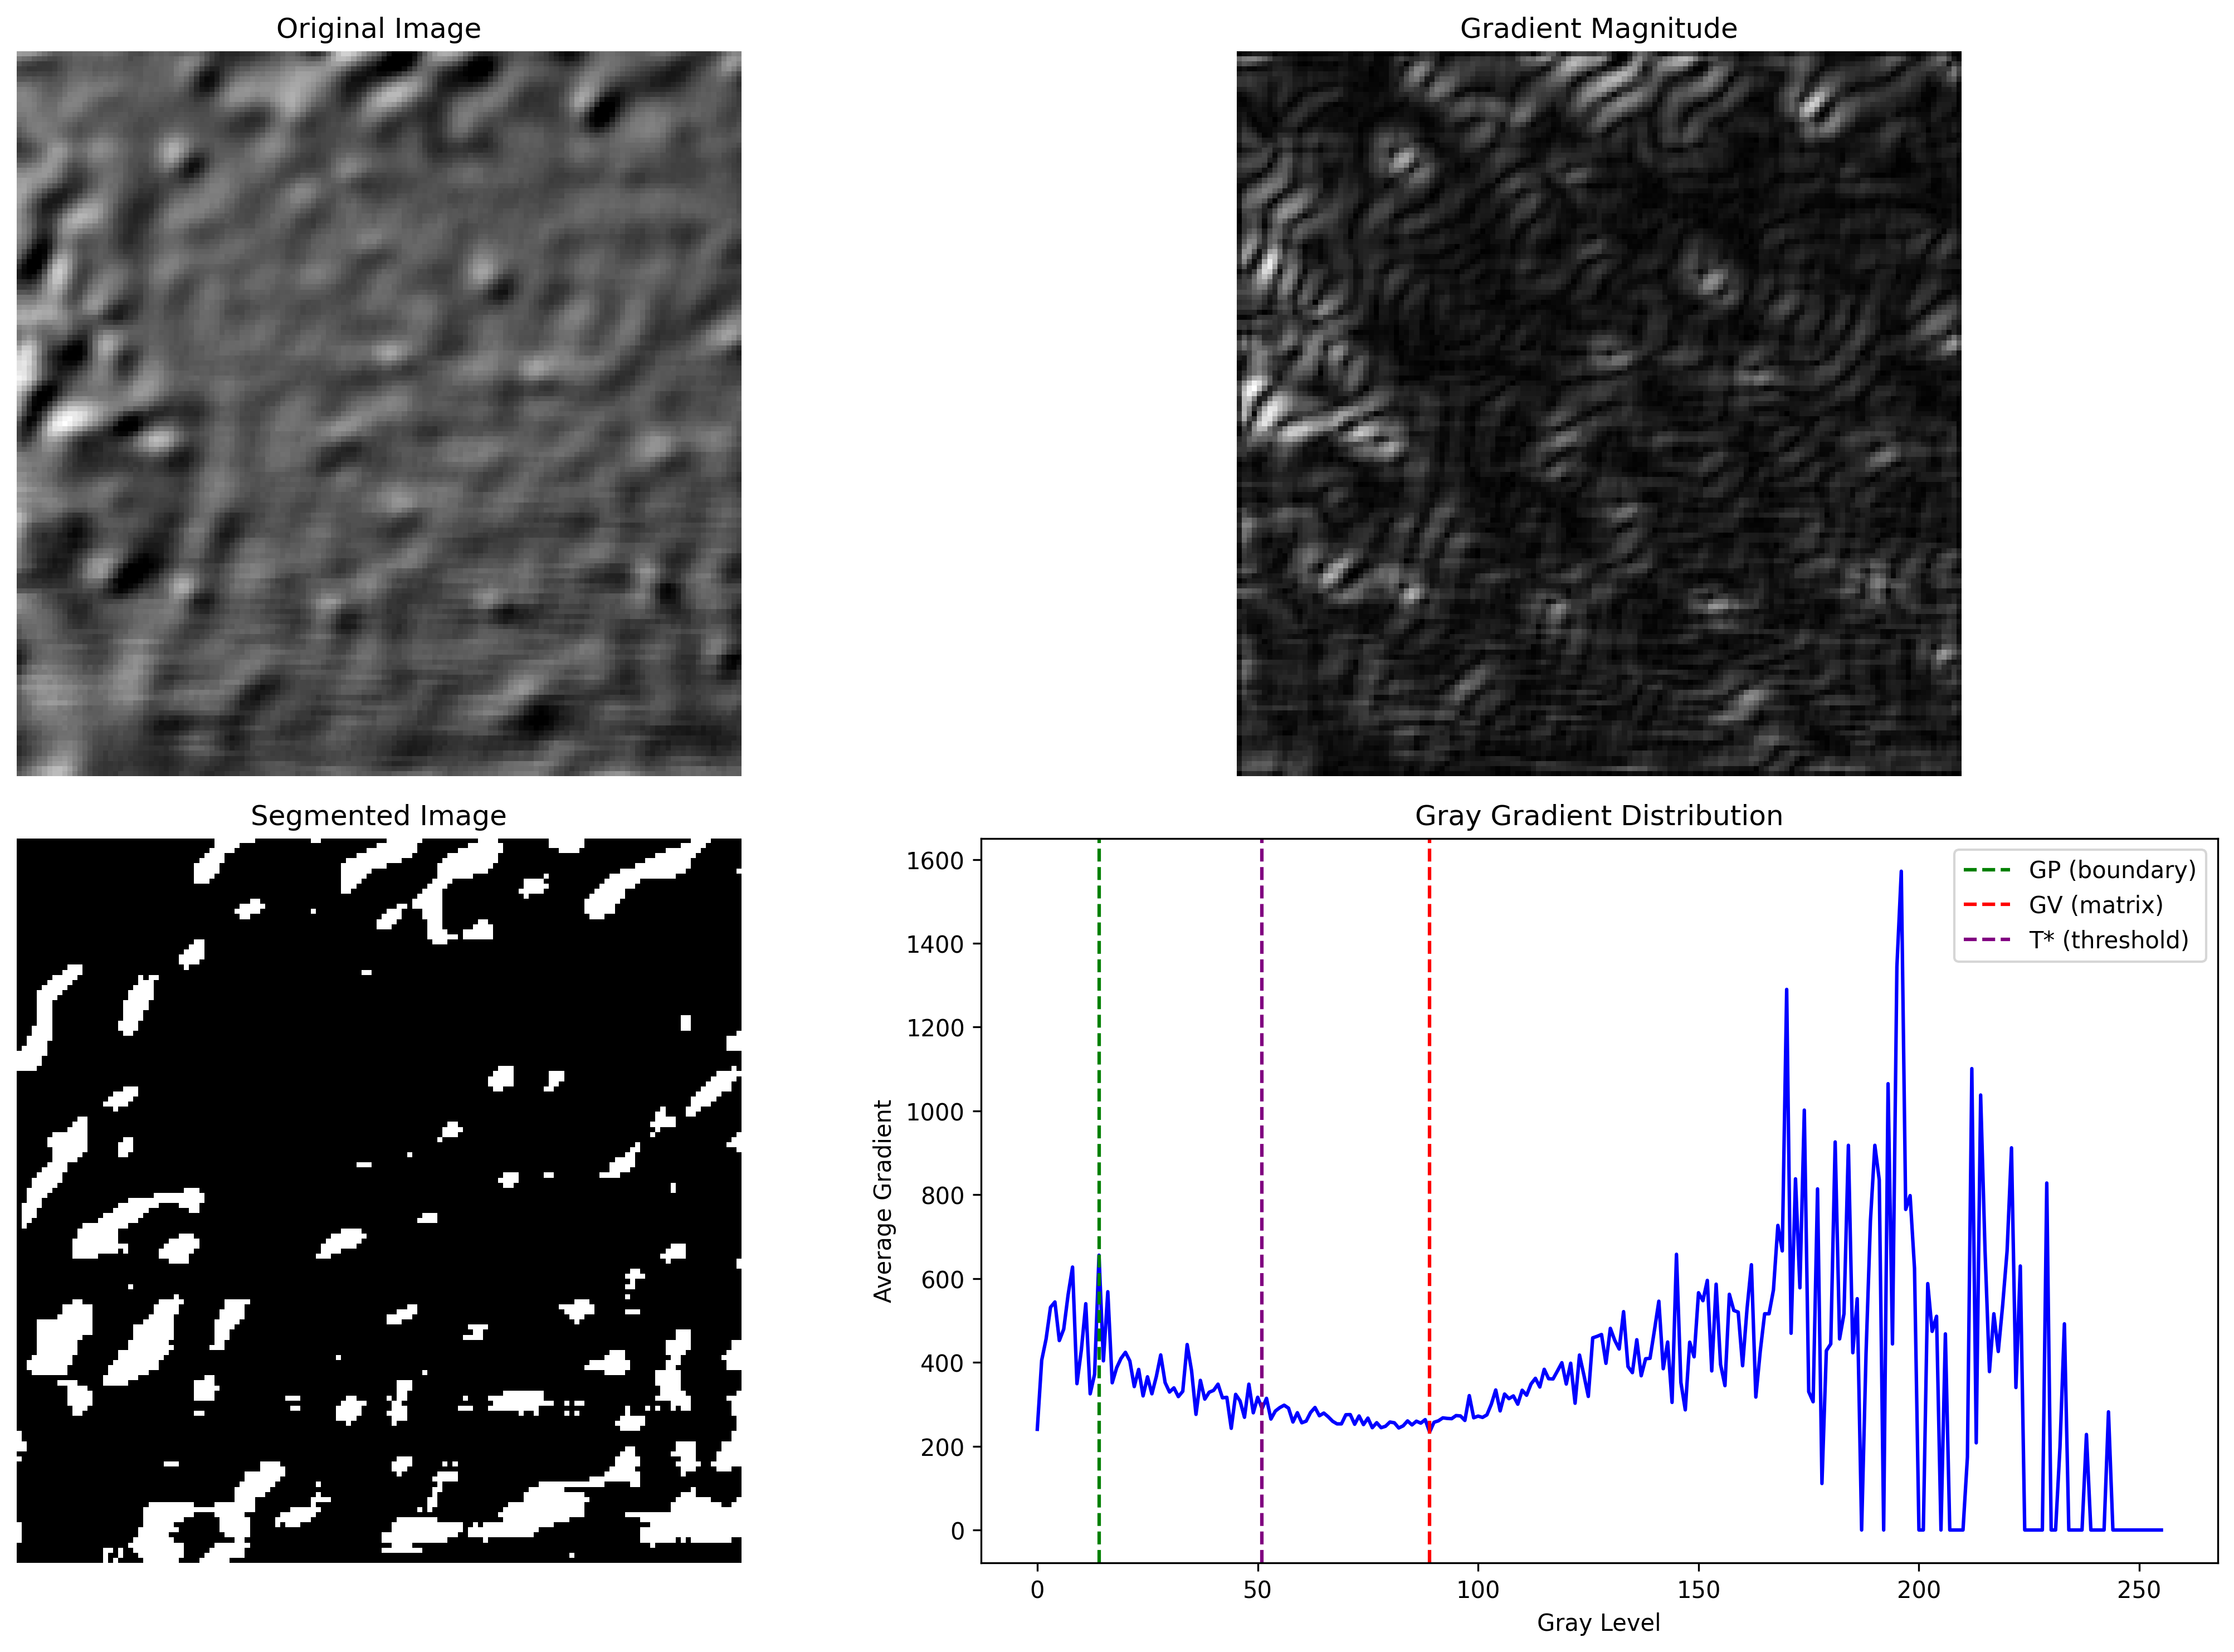 Original Image
Gradient Magnitude
Segmented Image
Gray Gradient Distribution
GP (boundary)
GV (matrix)
T* (threshold)
1600
1400
1200
1000
800
600
400
200
0
Average Gradient
0 50 100 150 200 250
Gray Level